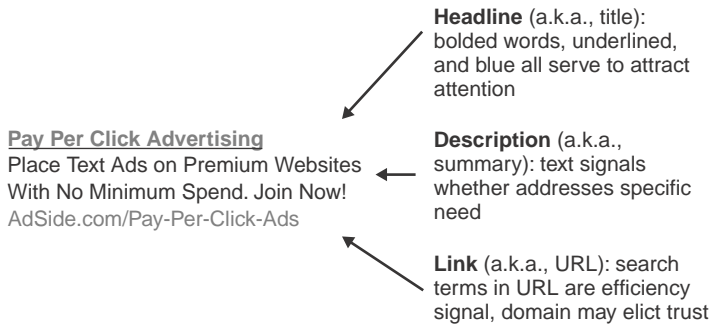 Headline (a.k.a., title):
bolded words, underlined,
and blue all serve to attract
attention
Pay Per Click Advertising
Place Text Ads on Premium Websites
With No Minimum Spend. Join Now!
AdSide.com/Pay-Per-Click-Ads
Description (a.k.a.,
summary): text signals
whether addresses specific
need
Link (a.k.a., URL): search
terms in URL are efficiency
signal, domain may elict trust